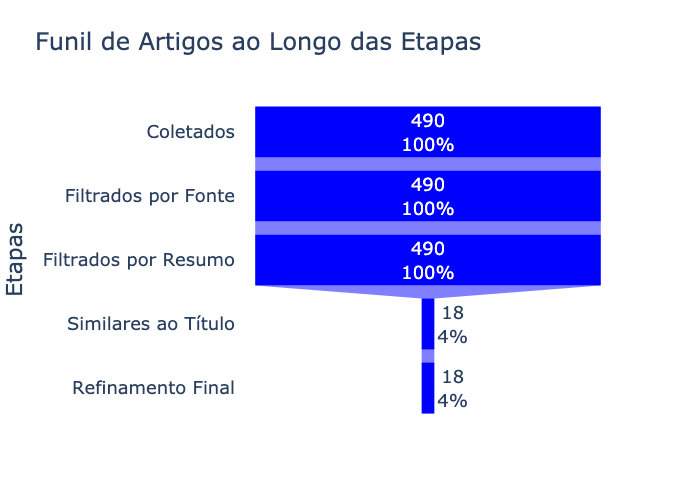 Funil de Artigos ao Longo das Etapas
Etapas
Coletados
490
100%
Filtrados por Fonte
490
100%
Filtrados por Resumo
490
100%
Similares ao Título
18
4%
Refinamento Final
18
4%